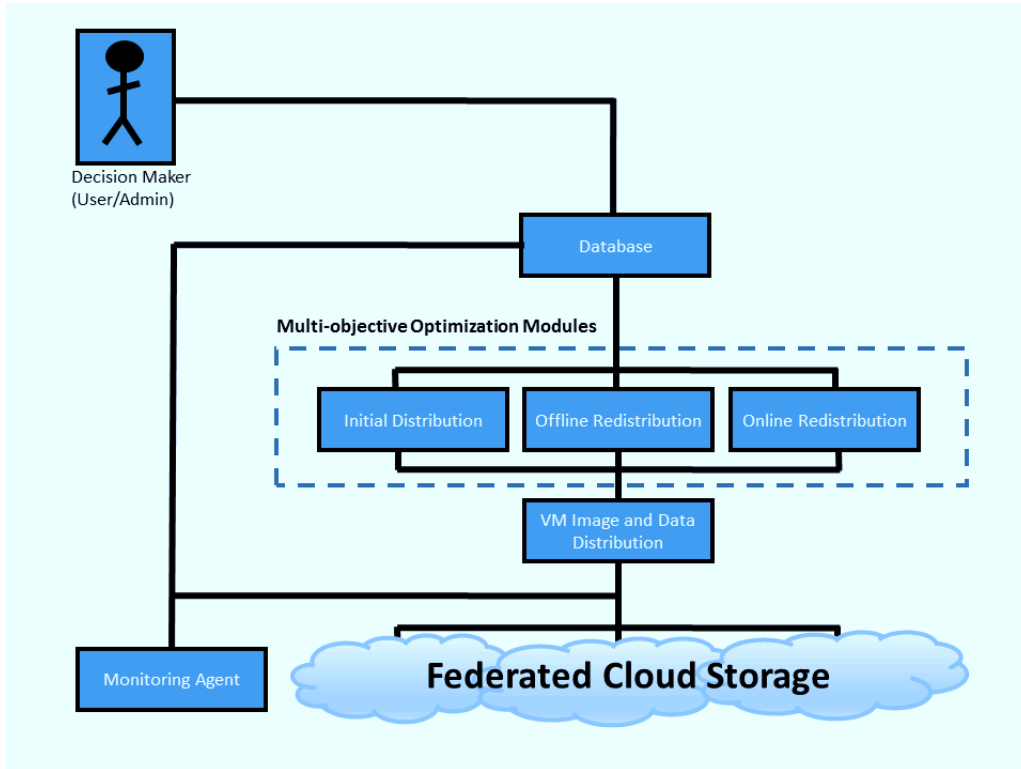 Decision Maker
(User/Admin)
Database
Multi-objective Optimization Modules
Initial Distribution
Offline Redistribution
Online Redistribution
VM Image and Data
Distribution
Monitoring Agent
Federated Cloud Storage